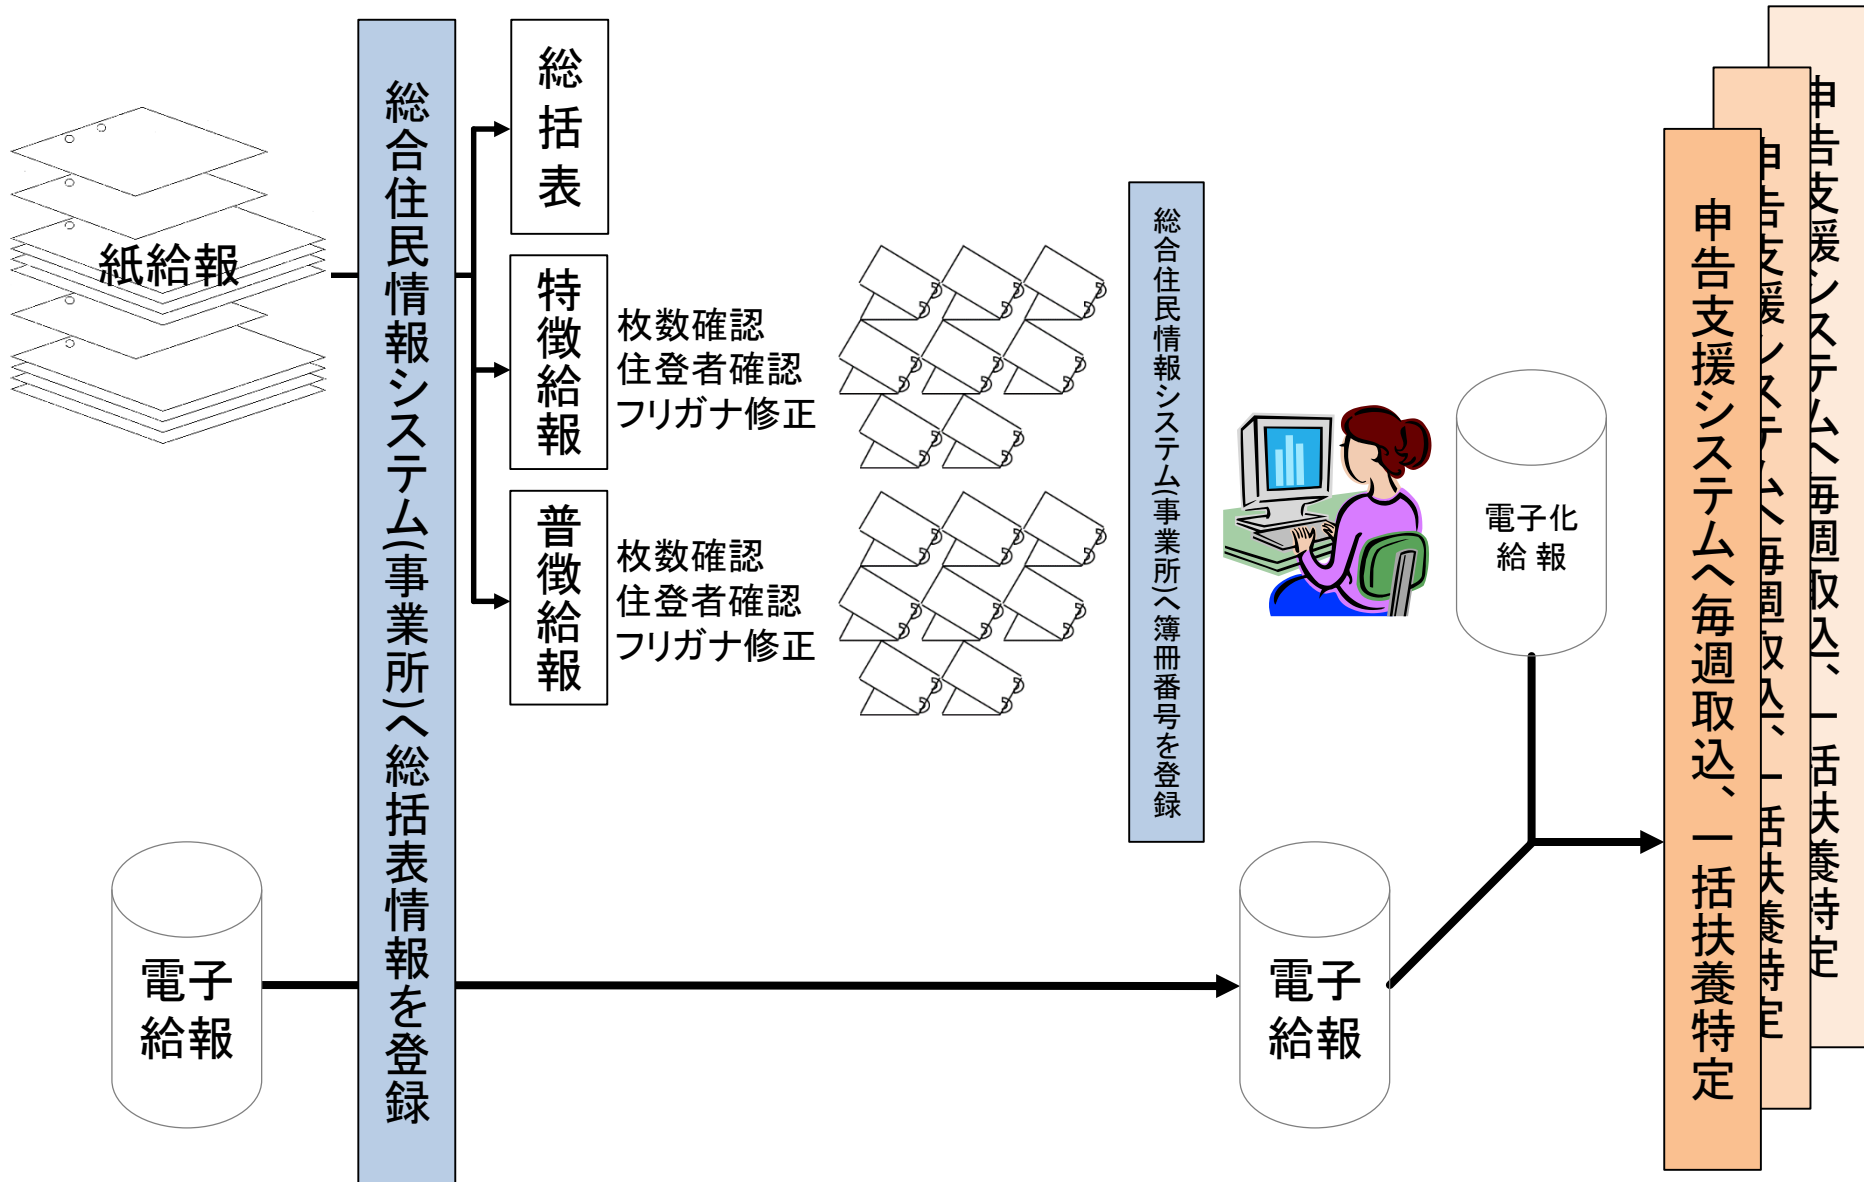 紙給報
総合住民情報システム(事業所)へ総括表情報を登録
総括表
特徴給報
枚数確認
住登者確認
フリガナ修正
普徴給報
枚数確認
住登者確認
フリガナ修正
総合住民情報システム(事業所)へ簿冊番号を登録
電子化
給報
電子
給報
電子
給報
申告支援システムへ毎週取込、一括扶養特定
申告支援システムへ毎週取込、一括扶養特定
申告支援システムへ毎週取込、一括扶養特定